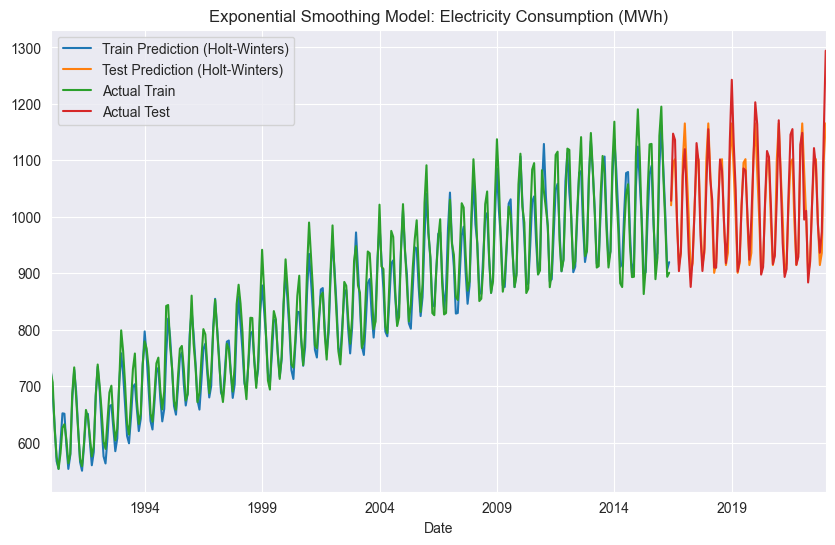 Exponential Smoothing Model: Electricity Consumption (MWh)
Train Prediction (Holt-Winters)
Test Prediction (Holt-Winters)
Actual Train
Actual Test
1300
1200
1100
1000
900
800
700
600
1994
1999
2004
2009
2014
2019
Date